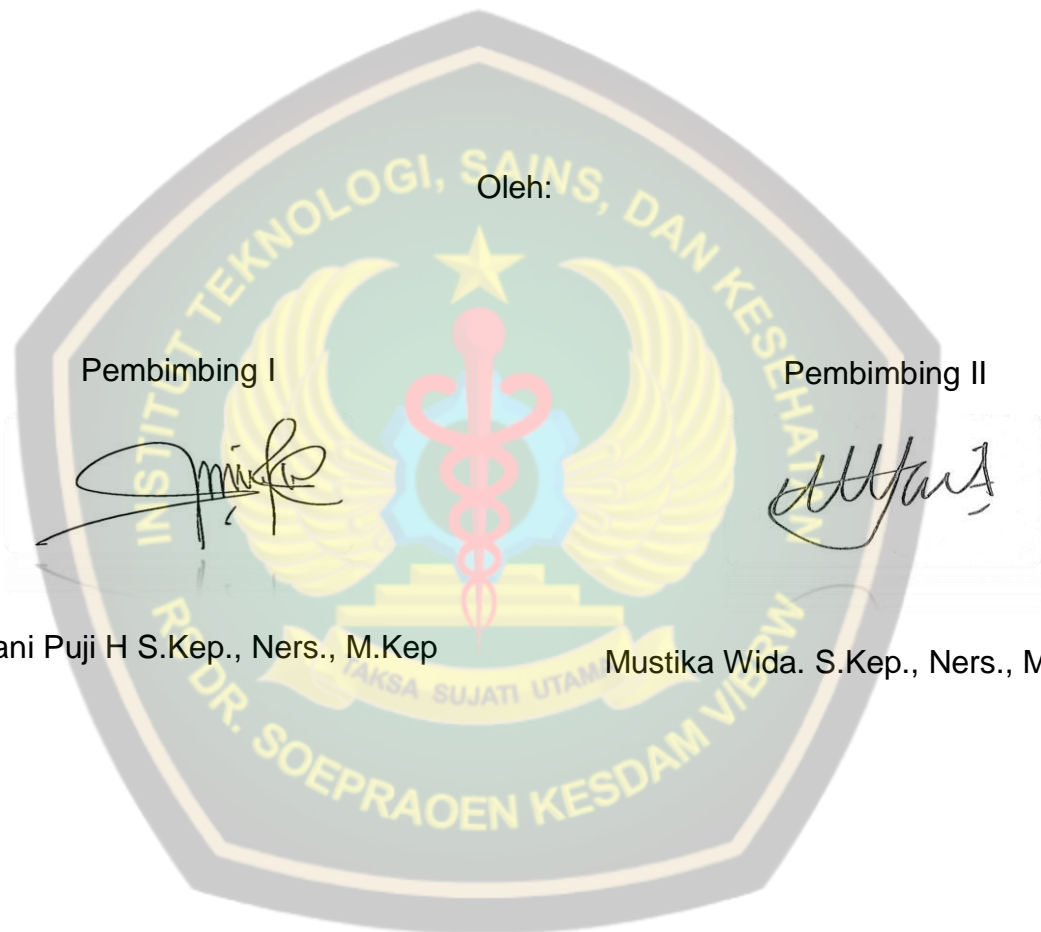 Oleh:
Pembimbing I
Pembimbing II
ani Puji H S.Kep., Ners., M.Kep
Mustika Wida. S.Kep., Ners., M
INSTITUT TEKNOLOGI, SAINS, DAN KESEHATAN
TAKSA SUJATI UTAMA
DR. SOEPRAOEN KESDAM V/BRW